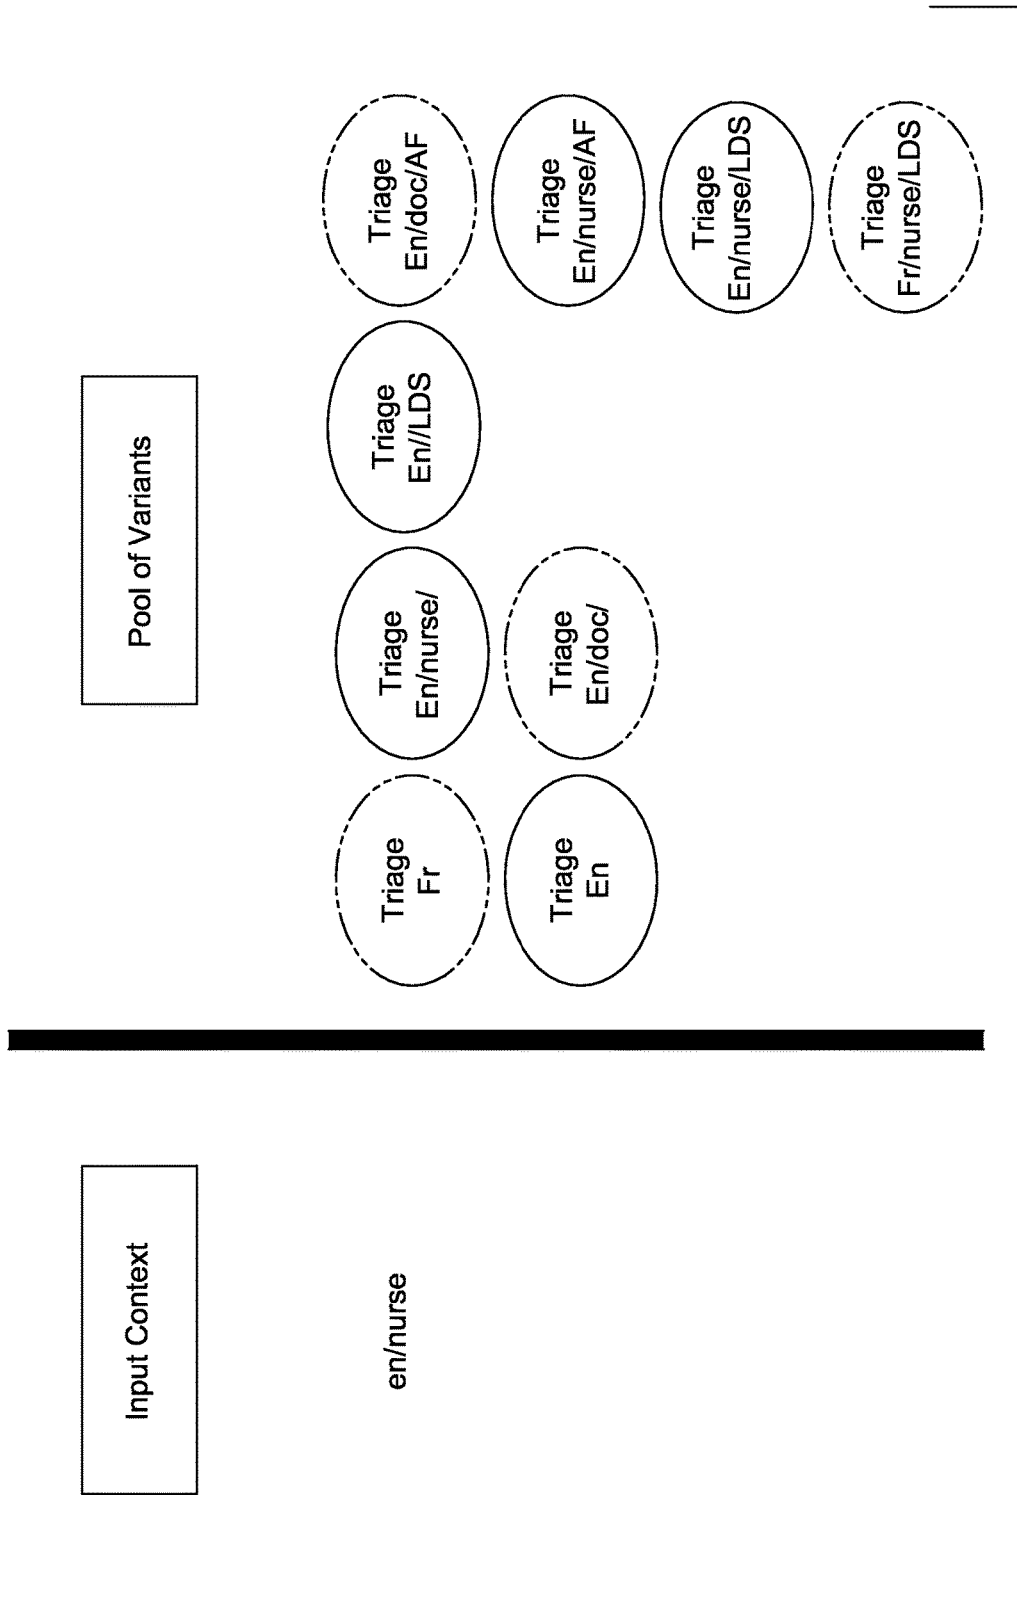 Input Context
Pool of Variants
en/nurse
Triage
Fr
Triage
En/nurse/
Triage
En//LDS
Triage
En/doc/AF
Triage
En
Triage
En/doc/
Triage
En/nurse/AF
Triage
En/nurse/LDS
Triage
Fr/nurse/LDS